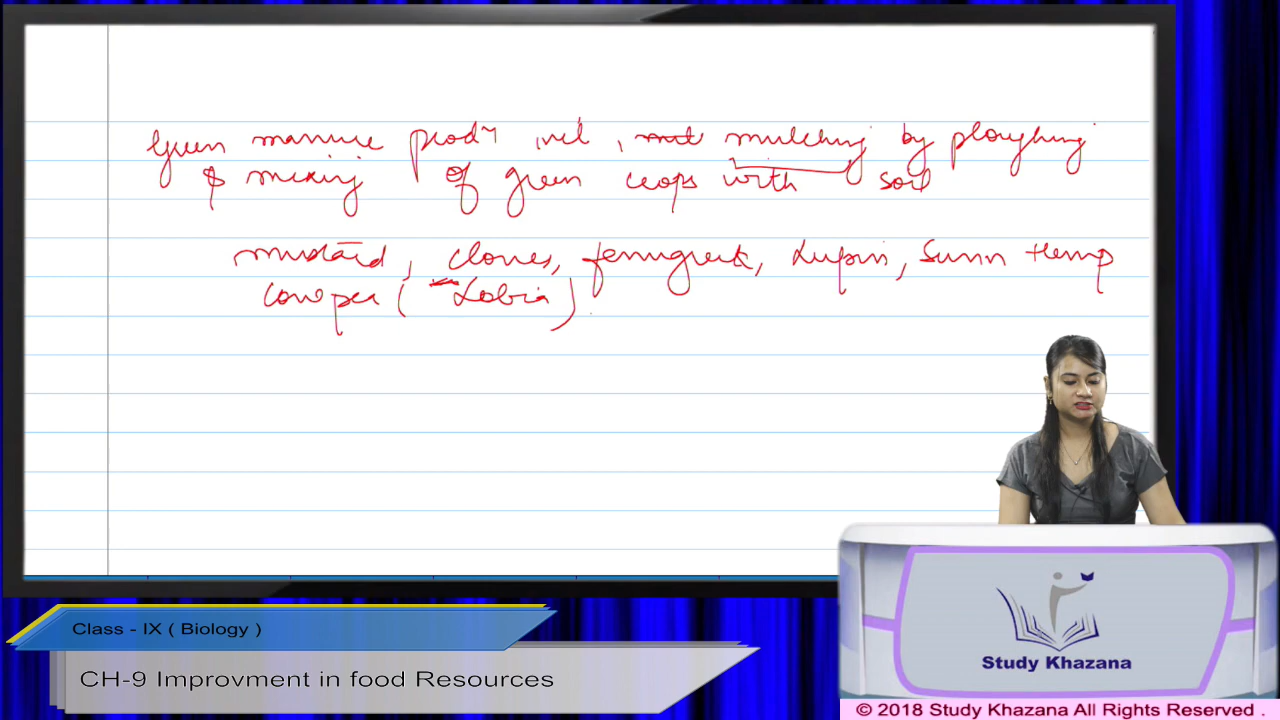 Green manure prodn incl, mulching by ploughing
& mixing of green crops with soil
mustard, cloves, fenugreek, Lupin, Sunn Hemp
cowpea (Lobia)
Class - IX ( Biology )
CH-9 Improvment in food Resources
Study Khazana
© 2018 Study Khazana All Rights Reserved .